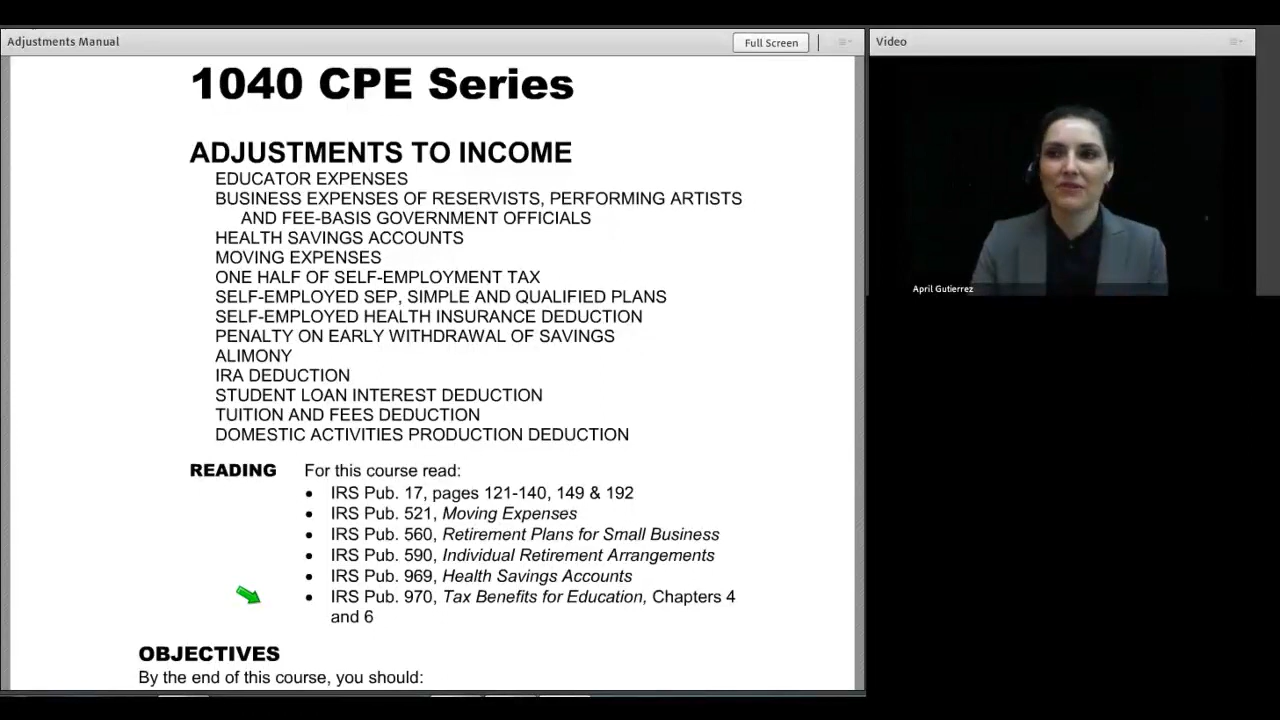 Adjustments Manual
Full Screen
Video
1040 CPE Series
ADJUSTMENTS TO INCOME
EDUCATOR EXPENSES
BUSINESS EXPENSES OF RESERVISTS, PERFORMING ARTISTS
AND FEE-BASIS GOVERNMENT OFFICIALS
HEALTH SAVINGS ACCOUNTS
MOVING EXPENSES
ONE HALF OF SELF-EMPLOYMENT TAX
SELF-EMPLOYED SEP, SIMPLE AND QUALIFIED PLANS
SELF-EMPLOYED HEALTH INSURANCE DEDUCTION
PENALTY ON EARLY WITHDRAWAL OF SAVINGS
ALIMONY
IRA DEDUCTION
STUDENT LOAN INTEREST DEDUCTION
TUITION AND FEES DEDUCTION
DOMESTIC ACTIVITIES PRODUCTION DEDUCTION
READING For this course read:
• IRS Pub. 17, pages 121-140, 149 & 192
• IRS Pub. 521, Moving Expenses
• IRS Pub. 560, Retirement Plans for Small Business
• IRS Pub. 590, Individual Retirement Arrangements
• IRS Pub. 969, Health Savings Accounts
• IRS Pub. 970, Tax Benefits for Education, Chapters 4
and 6
OBJECTIVES
By the end of this course, you should:
April Gutierrez